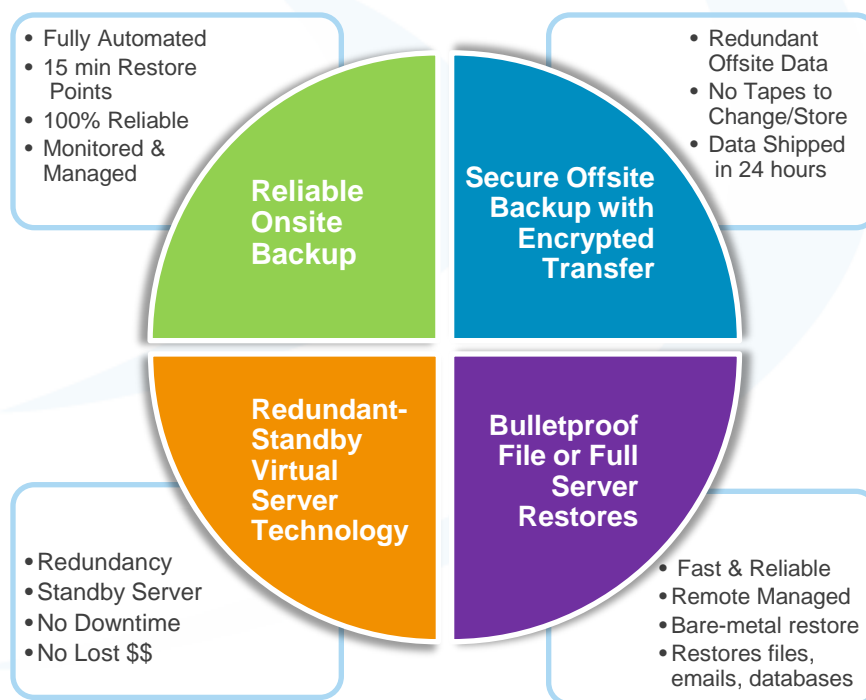 • Fully Automated
• 15 min Restore
Points
• 100% Reliable
• Monitored &
Managed
• Redundant
Offsite Data
• No Tapes to
Change/Store
• Data Shipped
in 24 hours
Reliable
Onsite
Backup
Secure Offsite
Backup with
Encrypted
Transfer
Redundant-
Standby
Virtual
Server
Technology
Bulletproof
File or Full
Server
Restores
• Redundancy
• Standby Server
• No Downtime
• No Lost $$
• Fast & Reliable
• Remote Managed
• Bare-metal restore
• Restores files,
emails, databases